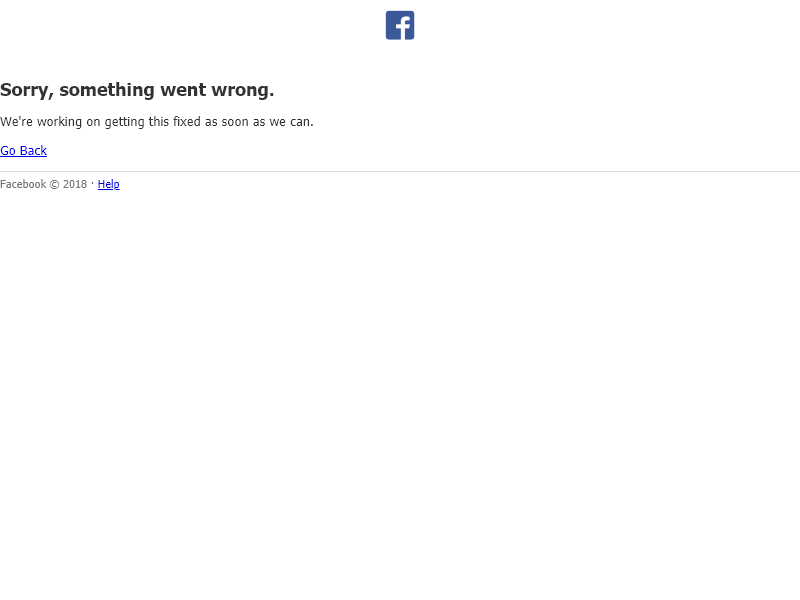 Sorry, something went wrong.
We're working on getting this fixed as soon as we can.
Go Back
Facebook © 2018 · Help